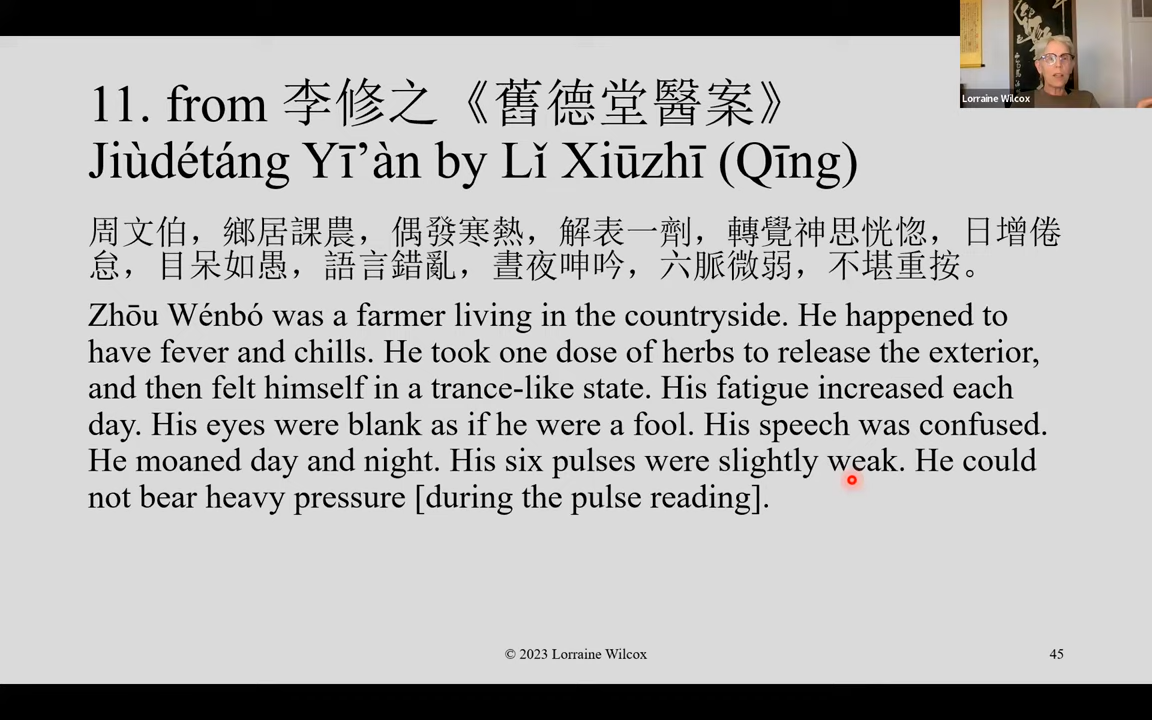 11. from 李修之《舊德堂醫案》
Jiùdétáng Yī’àn by Lǐ Xiūzhī (Qīng)
周文伯，鄉居課農，偶發寒熱，解表一劑，轉覺神思恍惚，日增倦
怠，目呆如愚，語言錯亂，晝夜呻吟，六脈微弱，不堪重按。
Zhōu Wénbó was a farmer living in the countryside. He happened to
have fever and chills. He took one dose of herbs to release the exterior,
and then felt himself in a trance-like state. His fatigue increased each
day. His eyes were blank as if he were a fool. His speech was confused.
He moaned day and night. His six pulses were slightly weak. He could
not bear heavy pressure [during the pulse reading].
© 2023 Lorraine Wilcox
45
Lorraine Wilcox